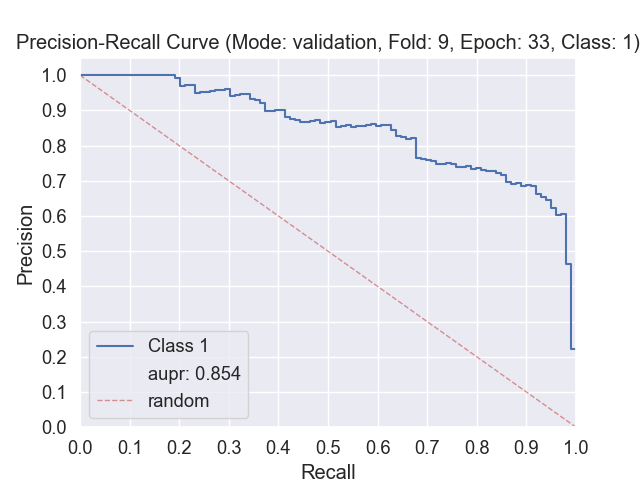 Precision-Recall Curve (Mode: validation, Fold: 9, Epoch: 33, Class: 1)
1.0
0.9
0.8
0.7
0.6
0.5
0.4
0.3
0.2
0.1
0.0
Precision
Class 1
aupr: 0.854
random
0.0 0.1 0.2 0.3 0.4 0.5 0.6 0.7 0.8 0.9 1.0
Recall